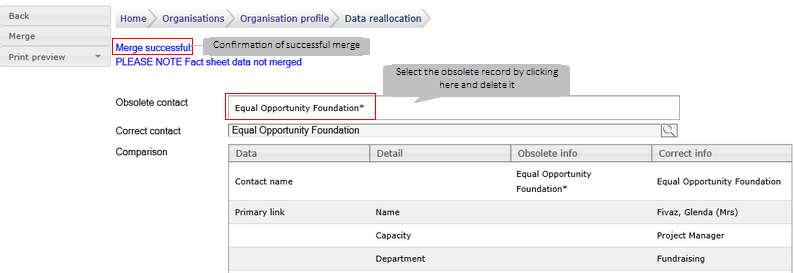 Back
Merge
Print preview
Home Organisations Organisation profile Data reallocation
Merge successful. Confirmation of successful merge
PLEASE NOTE Fact sheet data not merged
Select the obsolete record by clicking
here and delete it
Obsolete contact Equal Opportunity Foundation*
Correct contact Equal Opportunity Foundation
Comparison Data Detail Obsolete info Correct info
Contact name Equal Opportunity Foundation* Equal Opportunity Foundation
Primary link Name Fivaz, Glenda (Mrs)
Capacity Project Manager
Department Fundraising